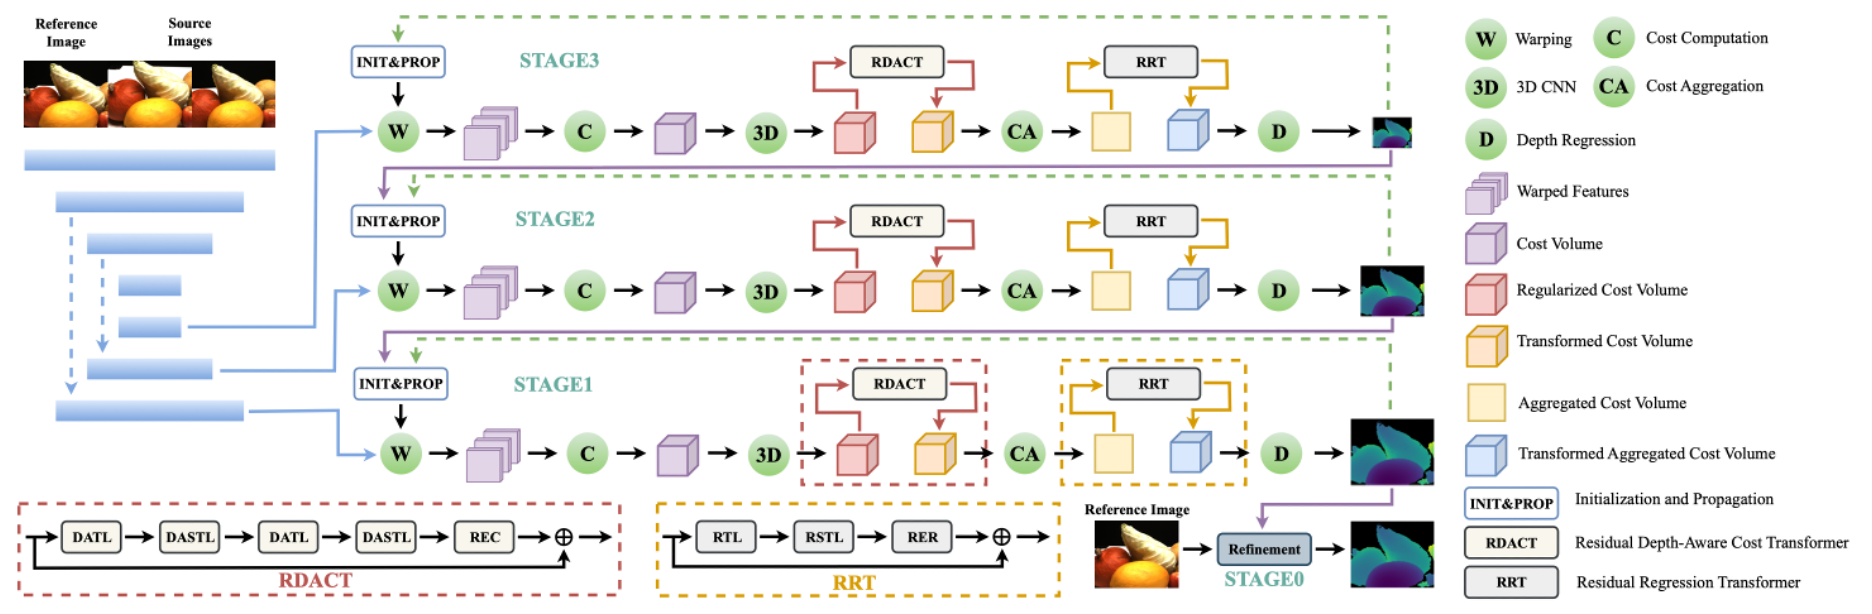 Reference
Image
Source
Images
INIT&PROP
STAGE3
RDACT
RRT
W
C
3D
CA
D
INIT&PROP
STAGE2
RDACT
RRT
W
C
3D
CA
D
INIT&PROP
STAGE1
RDACT
RRT
W
C
3D
CA
D
DATL
DASTL
DATL
DASTL
REC
RDACT
RTL
RSTL
RER
RRT
Reference Image
Refinement
STAGE0
W Warping
C Cost Computation
3D 3D CNN
CA Cost Aggregation
D Depth Regression
Warped Features
Cost Volume
Regularized Cost Volume
Transformed Cost Volume
Aggregated Cost Volume
Transformed Aggregated Cost Volume
INIT&PROP Initialization and Propagation
RDACT Residual Depth-Aware Cost Transformer
RRT Residual Regression Transformer